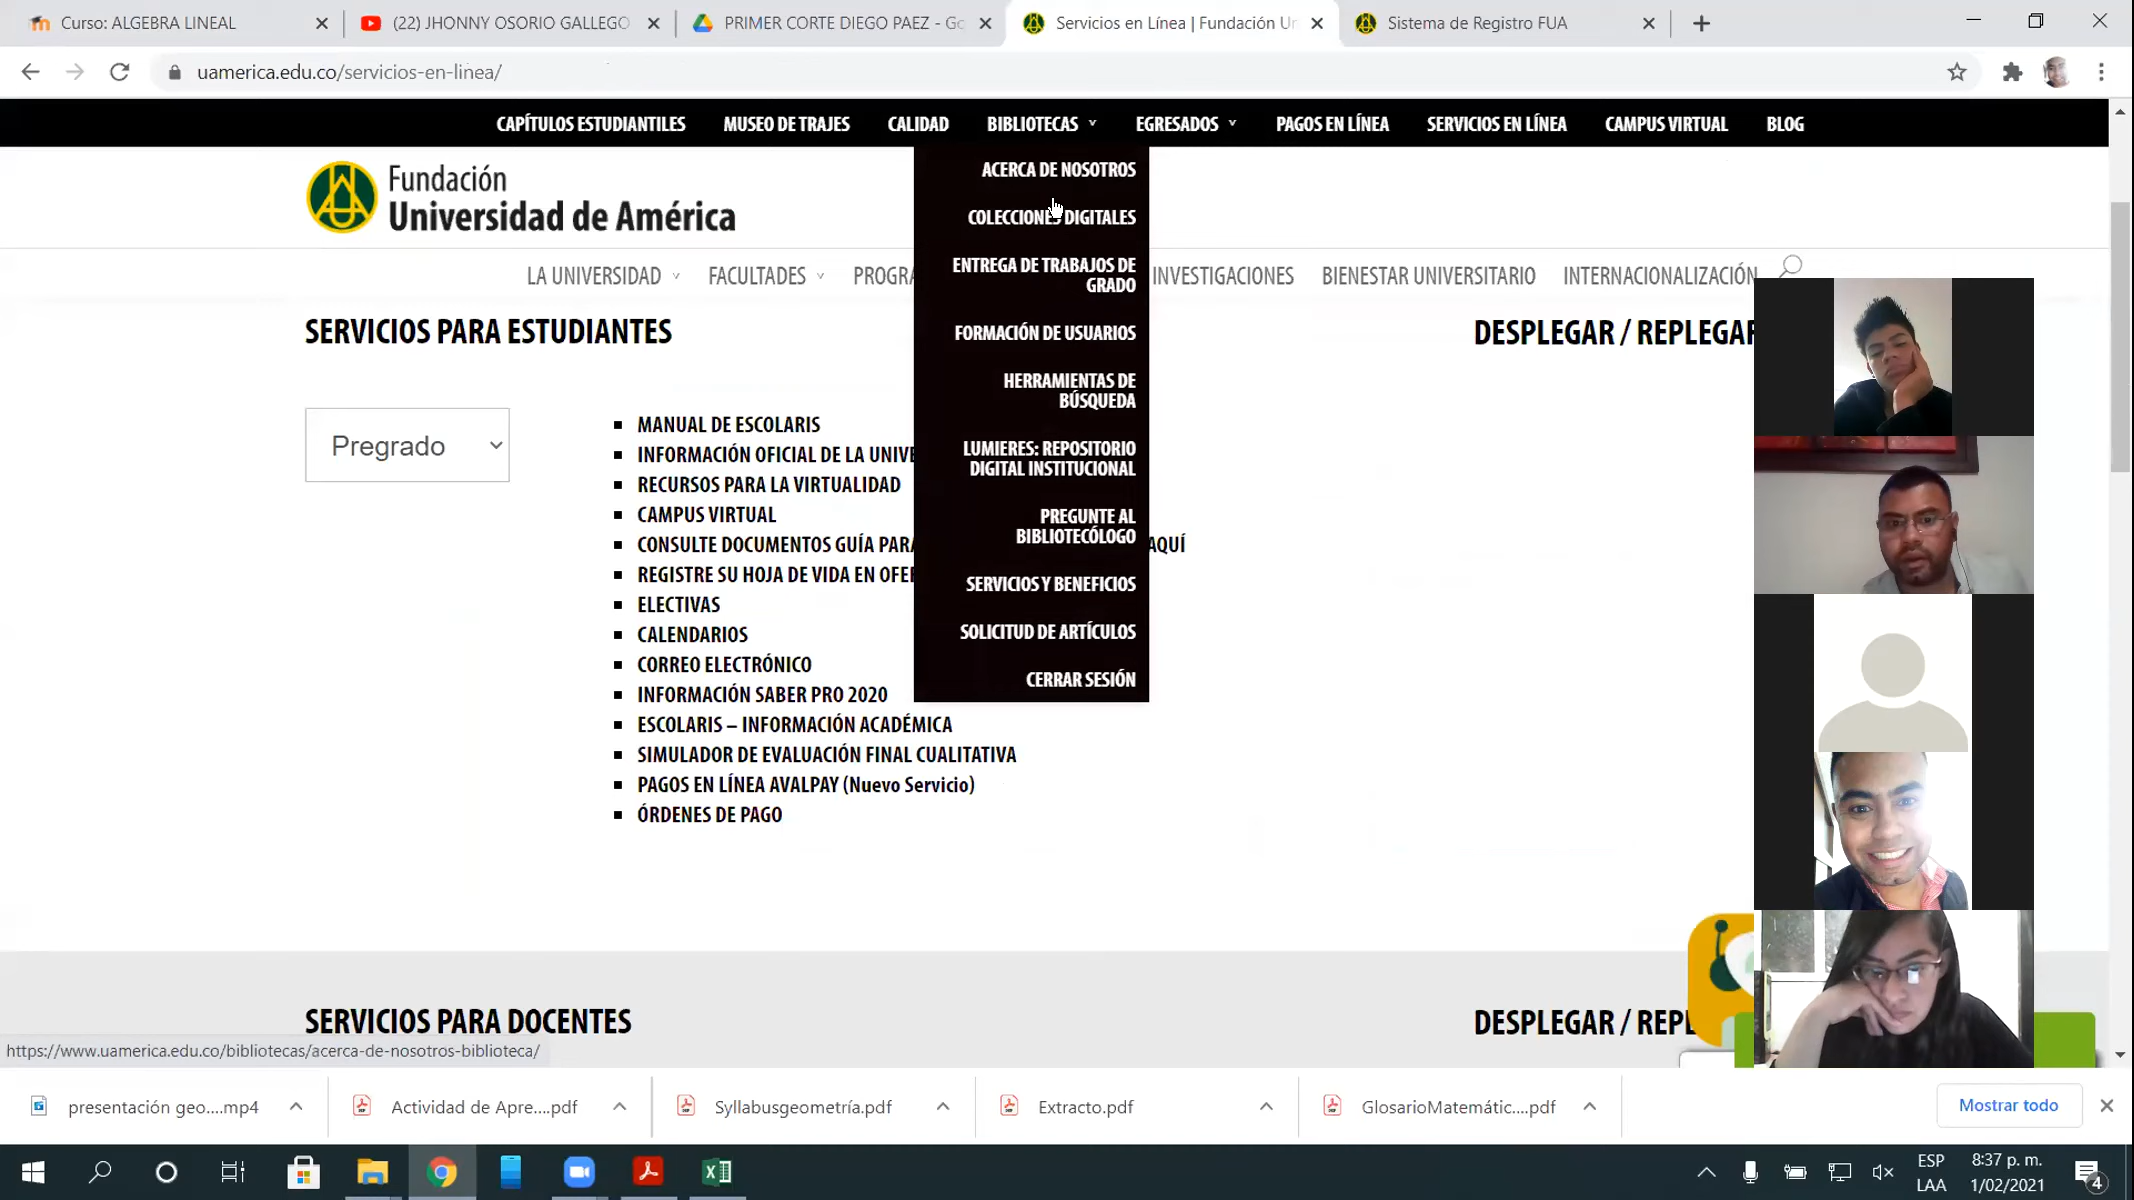 Curso: ALGEBRA LINEAL
(22) JHONNY OSORIO GALLEGO
PRIMER CORTE DIEGO PAEZ - Go
Servicios en Línea | Fundación Un
Sistema de Registro FUA
uamerica.edu.co/servicios-en-linea/
CAPÍTULOS ESTUDIANTILES
MUSEO DE TRAJES
CALIDAD
BIBLIOTECAS
EGRESADOS
PAGOS EN LÍNEA
SERVICIOS EN LÍNEA
CAMPUS VIRTUAL
BLOG
Fundación
Universidad de América
ACERCA DE NOSOTROS
COLECCIONES DIGITALES
ENTREGA DE TRABAJOS DE
GRADO
FORMACIÓN DE USUARIOS
HERRAMIENTAS DE
BÚSQUEDA
LUMIERES: REPOSITORIO
DIGITAL INSTITUCIONAL
PREGUNTE AL
BIBLIOTECÓLOGO
SERVICIOS Y BENEFICIOS
SOLICITUD DE ARTÍCULOS
CERRAR SESIÓN
LA UNIVERSIDAD
FACULTADES
PROGRA
INVESTIGACIONES
BIENESTAR UNIVERSITARIO
INTERNACIONALIZACIÓN
SERVICIOS PARA ESTUDIANTES
DESPLEGAR / REPLEGAR
Pregrado
MANUAL DE ESCOLARIS
INFORMACIÓN OFICIAL DE LA UNIVE
RECURSOS PARA LA VIRTUALIDAD
CAMPUS VIRTUAL
CONSULTE DOCUMENTOS GUÍA PARA AQUÍ
REGISTRE SU HOJA DE VIDA EN OFER
ELECTIVAS
CALENDARIOS
CORREO ELECTRÓNICO
INFORMACIÓN SABER PRO 2020
ESCOLARIS – INFORMACIÓN ACADÉMICA
SIMULADOR DE EVALUACIÓN FINAL CUALITATIVA
PAGOS EN LÍNEA AVALPAY (Nuevo Servicio)
ÓRDENES DE PAGO
SERVICIOS PARA DOCENTES
DESPLEGAR / REPL
https://www.uamerica.edu.co/bibliotecas/acerca-de-nosotros-biblioteca/
presentación geo....mp4
Actividad de Apre....pdf
Syllabusgeometría.pdf
Extracto.pdf
GlosarioMatemátic....pdf
Mostrar todo
ESP
LAA
8:37 p. m.
1/02/2021
4